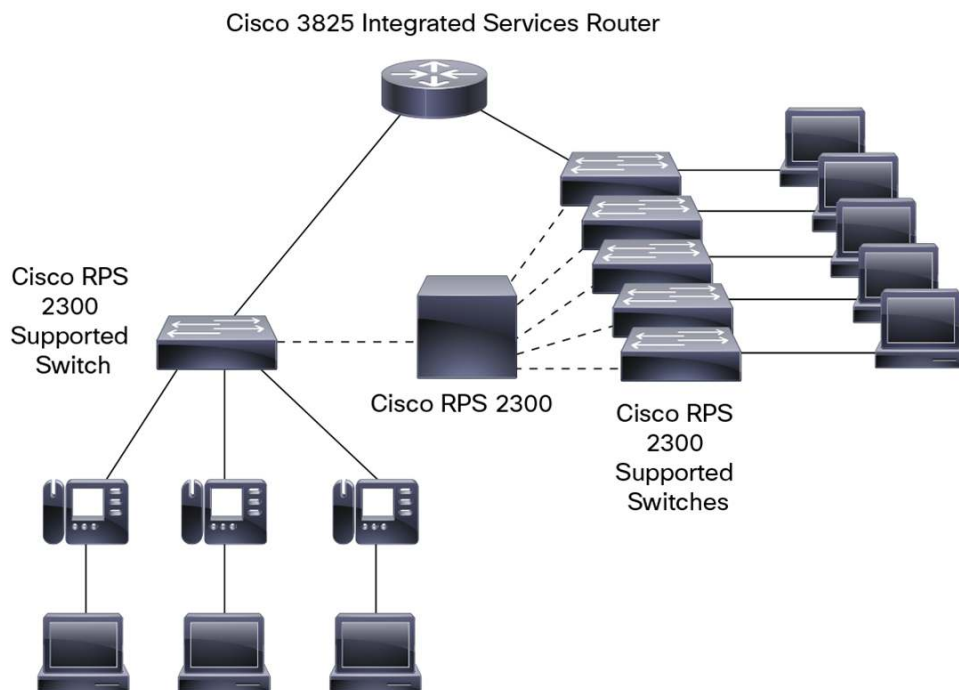 Cisco 3825 Integrated Services Router
Cisco RPS
2300
Supported
Switch
Cisco RPS 2300
Cisco RPS
2300
Supported
Switches